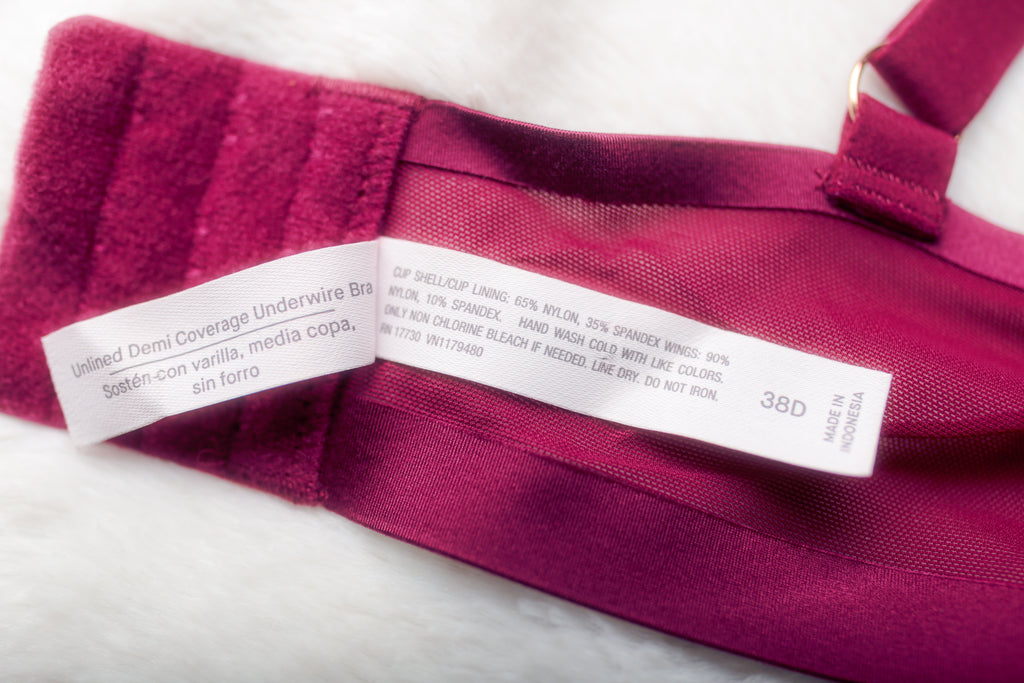 Unlined Demi Coverage Underwire Bra
Sostén con varilla, media copa,
sin forro
CUP SHELL/CUP LINING: 65% NYLON, 35% SPANDEX WINGS: 90%
NYLON, 10% SPANDEX. HAND WASH COLD WITH LIKE COLORS.
ONLY NON CHLORINE BLEACH IF NEEDED. LINE DRY. DO NOT IRON.
RN 17730 VN1179480
38D
MADE IN
INDONESIA